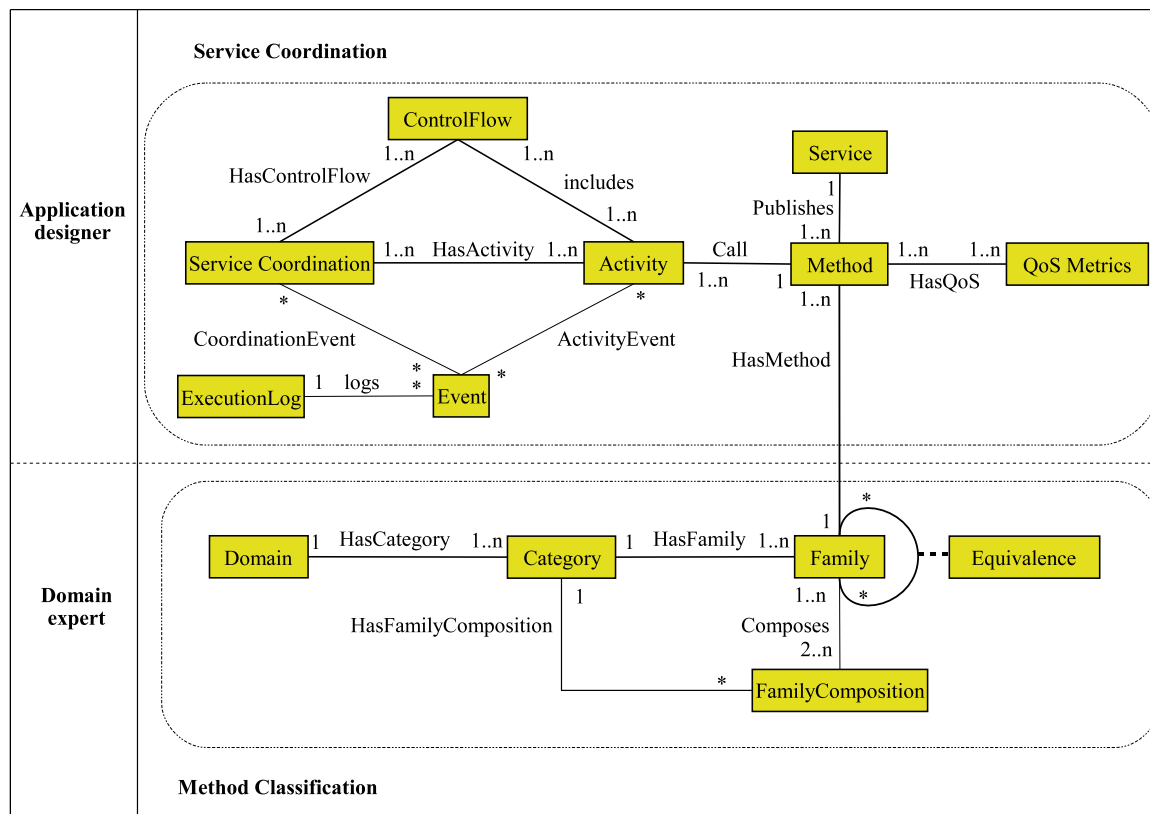 Service Coordination
ControlFlow
1..n
1..n
Service
HasControlFlow
includes
1
Application
designer
Publishes
1..n
1..n
1..n
Service Coordination
1..n
HasActivity
1..n
Activity
Call
1..n
1
Method
1..n
1..n
HasQoS
QoS Metrics
*
*
1..n
CoordinationEvent
ActivityEvent
HasMethod
*
*
*
ExecutionLog
1
logs
Event
*
1
Domain
1
HasCategory
1..n
Category
1
HasFamily
1..n
Family
Equivalence
Domain
expert
1
1..n
*
HasFamilyComposition
Composes
2..n
*
FamilyComposition
Method Classification